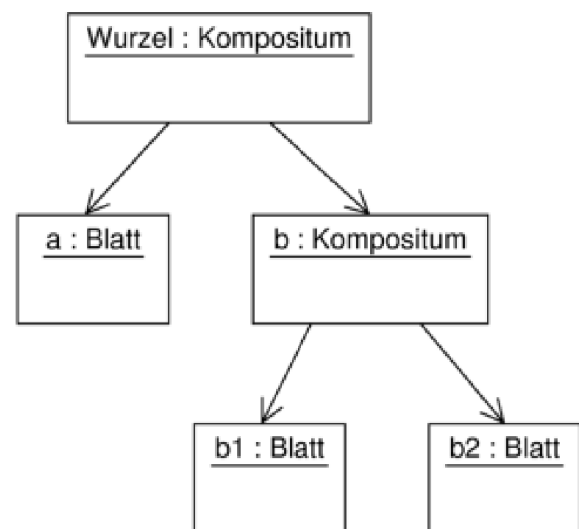 Wurzel : Kompositum
a : Blatt
b : Kompositum
b1 : Blatt
b2 : Blatt